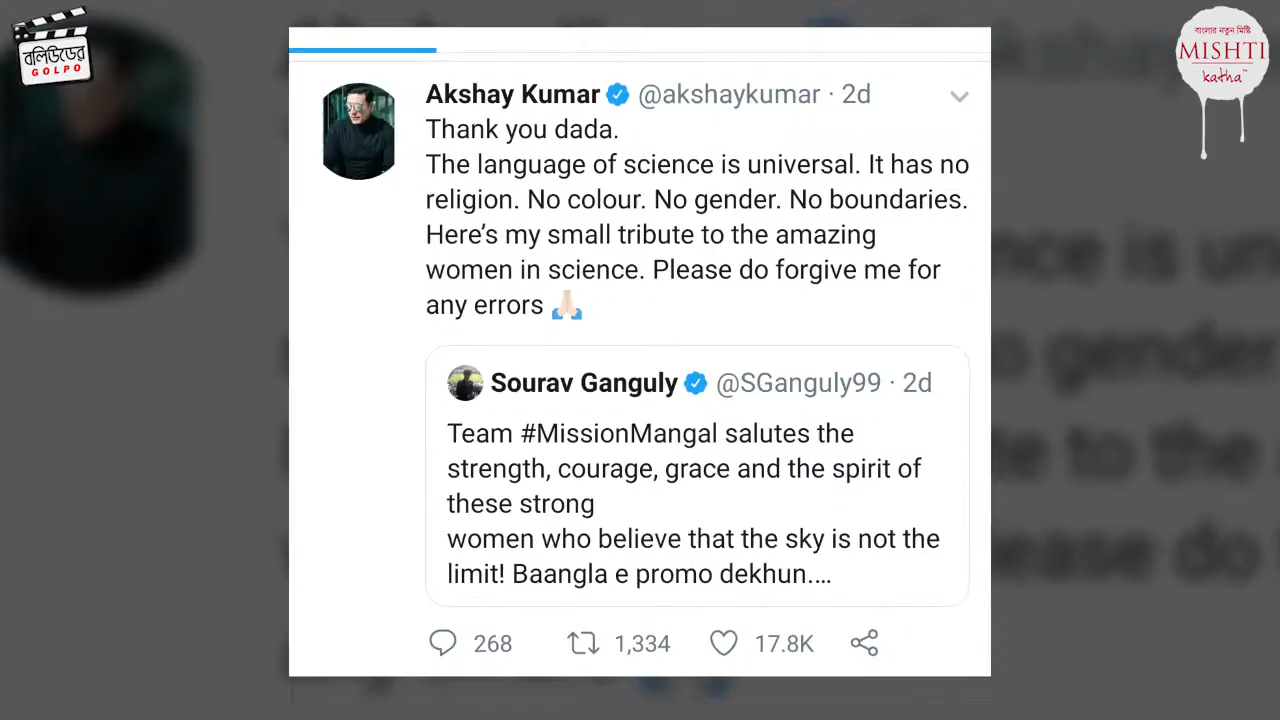 বলিউডের
GOLPO
বাংলার নতুন মিষ্টি
MISHTI
katha™
Akshay Kumar @akshaykumar · 2d
Thank you dada.
The language of science is universal. It has no
religion. No colour. No gender. No boundaries.
Here’s my small tribute to the amazing
women in science. Please do forgive me for
any errors 🙏🏻
Sourav Ganguly @SGanguly99 · 2d
Team #MissionMangal salutes the
strength, courage, grace and the spirit of
these strong
women who believe that the sky is not the
limit! Baangla e promo dekhun....
268 1,334 17.8K